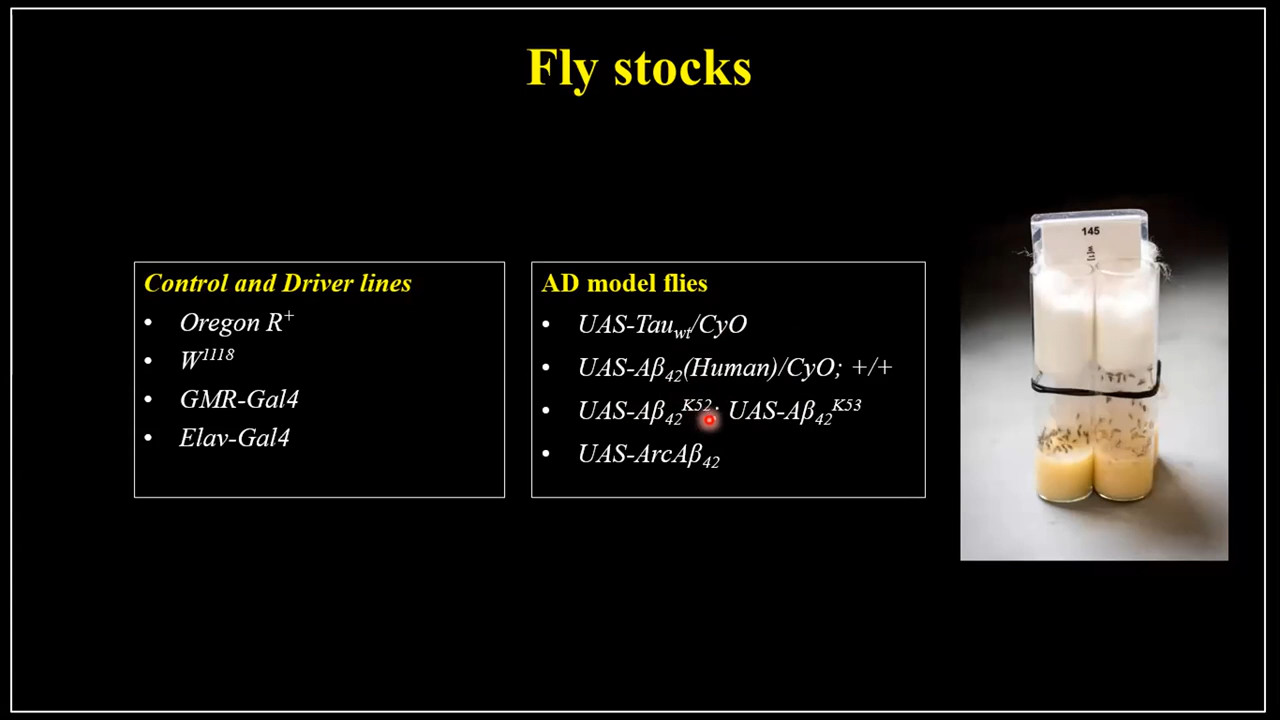 Fly stocks
Control and Driver lines
• Oregon R⁺
• W¹¹¹⁸
• GMR-Gal4
• Elav-Gal4
AD model flies
• UAS-Tauwt/CyO
• UAS-Aβ₄₂(Human)/CyO; +/+
• UAS-Aβ₄₂ᴷ⁵²; UAS-Aβ₄₂ᴷ⁵³
• UAS-ArcAβ₄₂
145